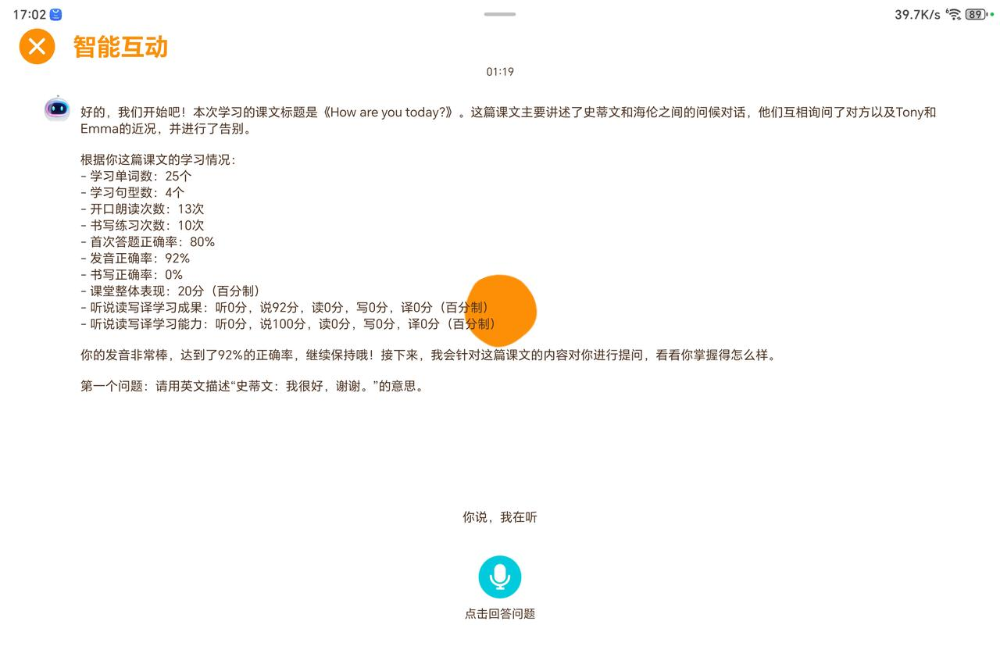 17:02
39.7K/s
6
89
智能互动
01:19
好的，我们开始吧！本次学习的课文标题是《How are you today?》。这篇课文主要讲述了史蒂文和海伦之间的问候对话，他们互相询问了对方以及Tony和
Emma的近况，并进行了告别。
根据你这篇课文的学习情况：
- 学习单词数：25个
- 学习句型数：4个
- 开口朗读次数：13次
- 书写练习次数：10次
- 首次答题正确率：80%
- 发音正确率：92%
- 书写正确率：0%
- 课堂整体表现：20分（百分制）
- 听说读写译学习成果：听0分，说92分，读0分，写0分，译0分（百分制）
- 听说读写译学习能力：听0分，说100分，读0分，写0分，译0分（百分制）
你的发音非常棒，达到了92%的正确率，继续保持哦！接下来，我会针对这篇课文的内容对你进行提问，看看你掌握得怎么样。
第一个问题：请用英文描述“史蒂文：我很好，谢谢。”的意思。
你说，我在听
点击回答问题